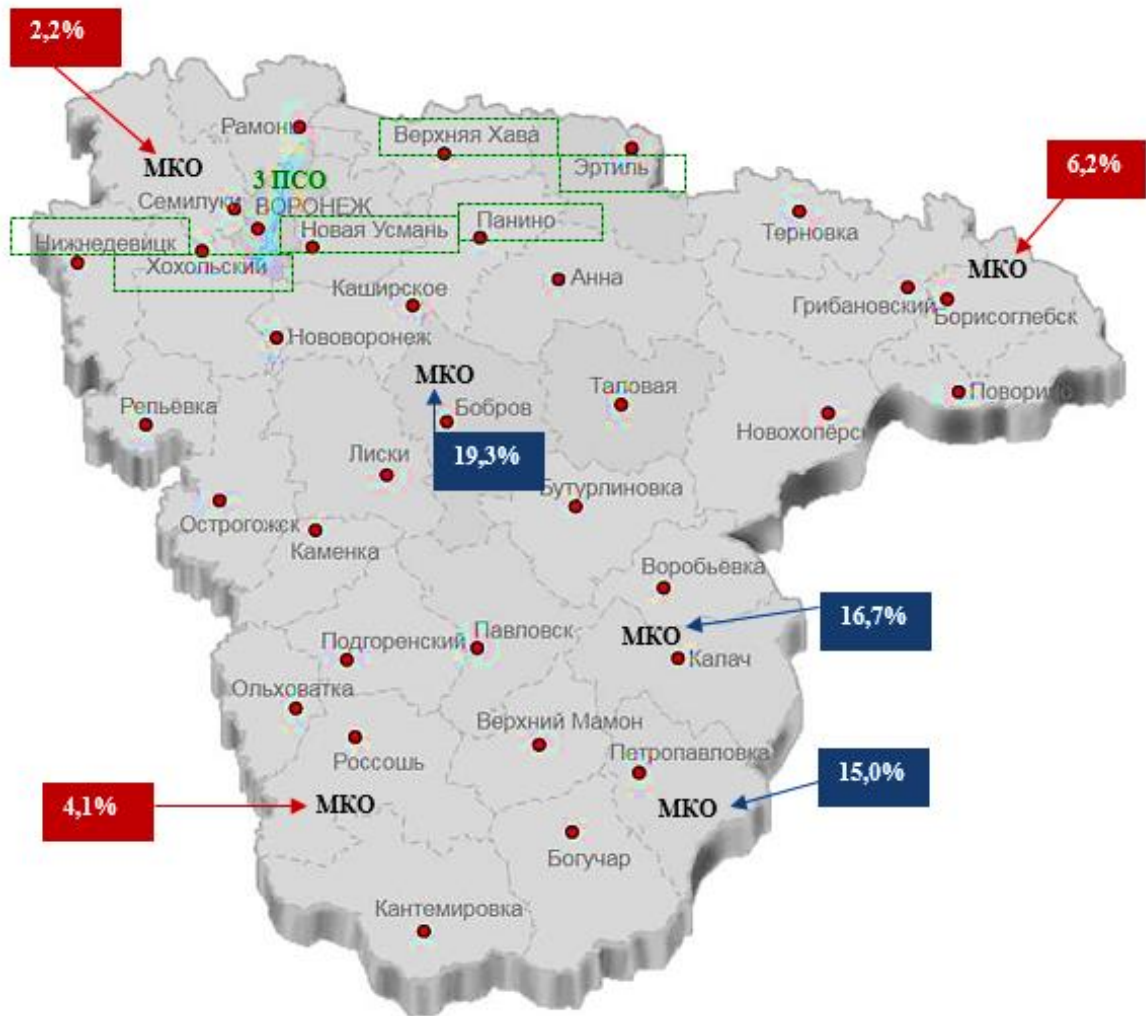 2,2%
Рамонь
Верхняя Хава
6,2%
МКО
Эртиль
3 ПСО
Семилуки
ВОРОНЕЖ
Нижнедевицк
Новая Усмань
Панино
Терновка
МКО
Хохольский
Анна
Каширское
Грибановский
Борисоглебск
Нововоронеж
МКО
Таловая
Поворино
Репьёвка
Бобров
Новохопёрск
19,3%
Лиски
Бутурлиновка
Острогожск
Каменка
Воробьёвка
16,7%
Подгоренский
Павловск
МКО
Калач
Ольховатка
Верхний Мамон
Россошь
Петропавловка
15,0%
4,1%
МКО
МКО
Богучар
Кантемировка